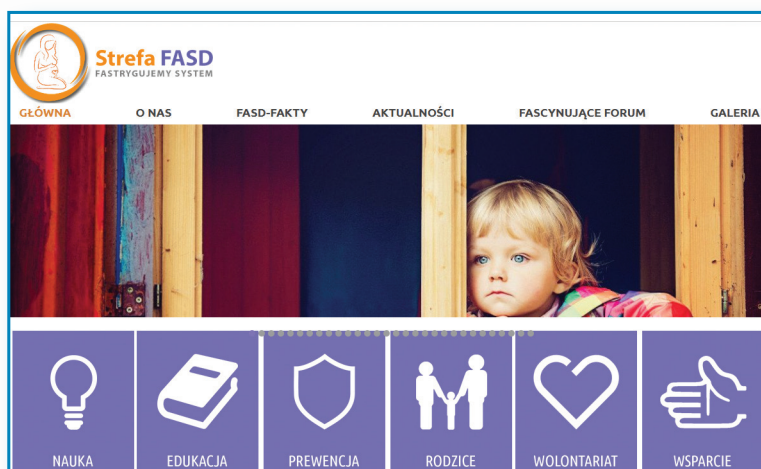 Strefa FASD
FASTRYGUJEMY SYSTEM
GŁÓWNA O NAS FASD-FAKTY AKTUALNOŚCI FASCYNUJĄCE FORUM GALERIA
NAUKA EDUKACJA PREWENCJA RODZICE WOLONTARIAT WSPARCIE